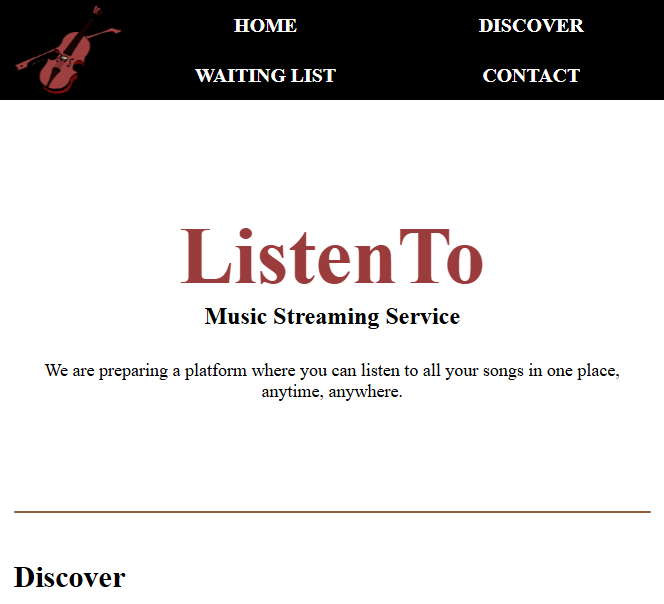 HOME
DISCOVER
WAITING LIST
CONTACT
ListenTo
Music Streaming Service
We are preparing a platform where you can listen to all your songs in one place,
anytime, anywhere.
Discover